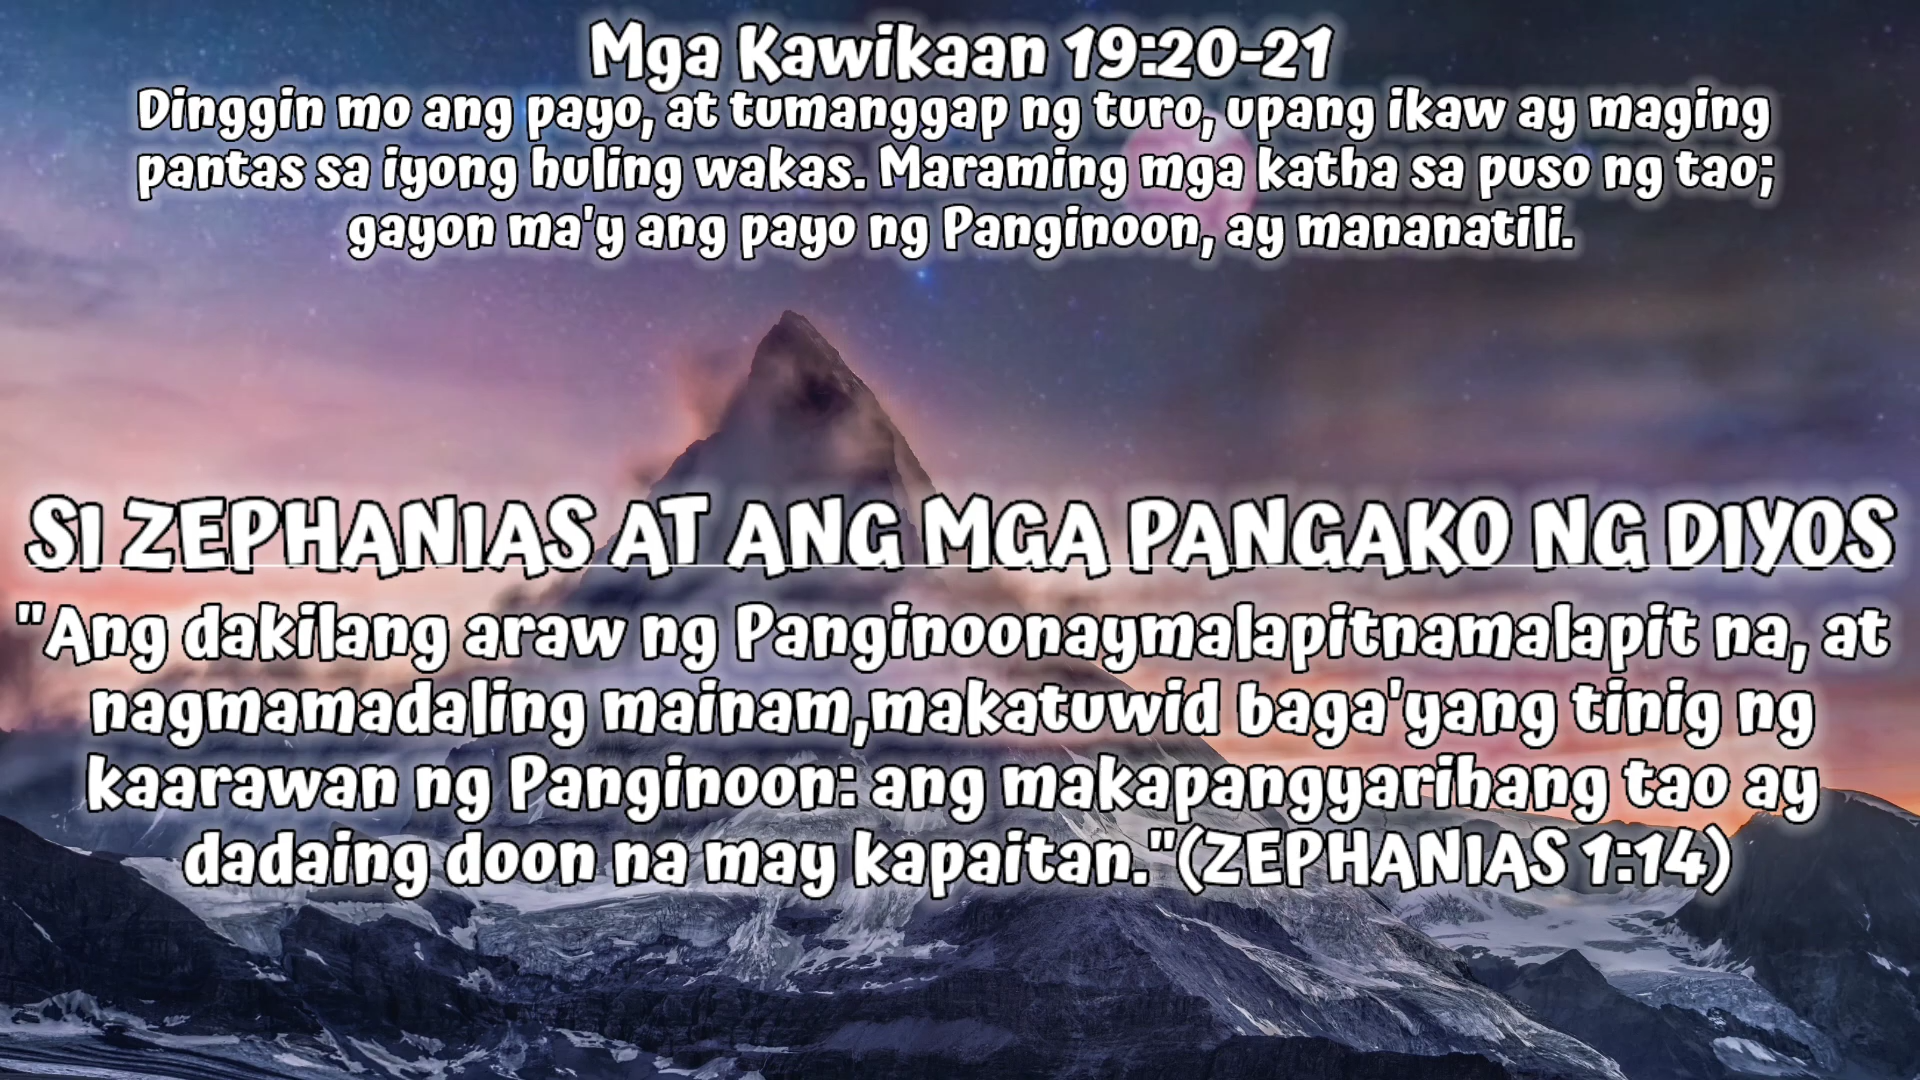 Mga Kawikaan 19:20-21
Dinggin mo ang payo, at tumanggap ng turo, upang ikaw ay maging
pantas sa iyong huling wakas. Maraming mga katha sa puso ng tao;
gayon ma'y ang payo ng Panginoon, ay mananatili.
SI ZEPHANIAS AT ANG MGA PANGAKO NG DIYOS
"Ang dakilang araw ng Panginoonaymalapitnamalapit na, at
nagmamadaling mainam,makatuwid baga'yang tinig ng
kaarawan ng Panginoon: ang makapangyarihang tao ay
dadaing doon na may kapaitan."(ZEPHANIAS 1:14)